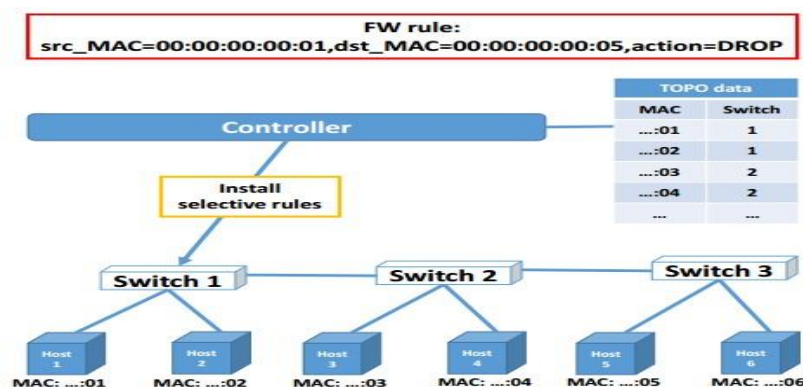 FW rule:
src_MAC=00:00:00:00:01,dst_MAC=00:00:00:00:05,action=DROP
TOPO data
MAC Switch
...:01 1
...:02 1
...:03 2
...:04 2
... ...
Controller
Install
selective rules
Switch 1
Switch 2
Switch 3
Host
1
Host
2
Host
3
Host
4
Host
5
Host
6
MAC: ...:01
MAC: ...:02
MAC: ...:03
MAC: ...:04
MAC: ...:05
MAC: ...:06